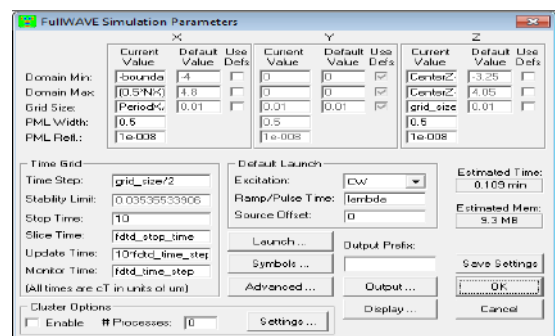 FullWAVE Simulation Parameters
X Y Z
Current Value Default Value Use Defs Current Value Default Value Use Defs Current Value Default Value Use Defs
Domain Min: -bounda -4 0 0 CenterZ- -3.25
Domain Max (0.5*NX) 4.8 0 0 CenterZ- 4.05
Grid Size: PeriodX/ 0.01 0.01 0.01 grid_size 0.01
PML Width: 0.5 0.5 0.5
PML Refl.: 1e-008 1e-008 1e-008
Time Grid
Time Step: grid_size/2
Stability Limit: 0.03535533906
Stop Time: 10
Slice Time: fdtd_stop_time
Update Time: 10*fdtd_time_step
Monitor Time: fdtd_time_step
(All times are cT in units of um)
Default Launch
Excitation: CW
Ramp/Pulse Time: lambda
Source Offset: 0
Launch ...
Symbols ...
Advanced ...
Output Prefix:
Output ...
Display ...
Estimated Time:
0.109 min
Estimated Mem:
9.3 MB
Save Settings
OK
Cancel
Cluster Options
Enable # Processes: 0 Settings ...